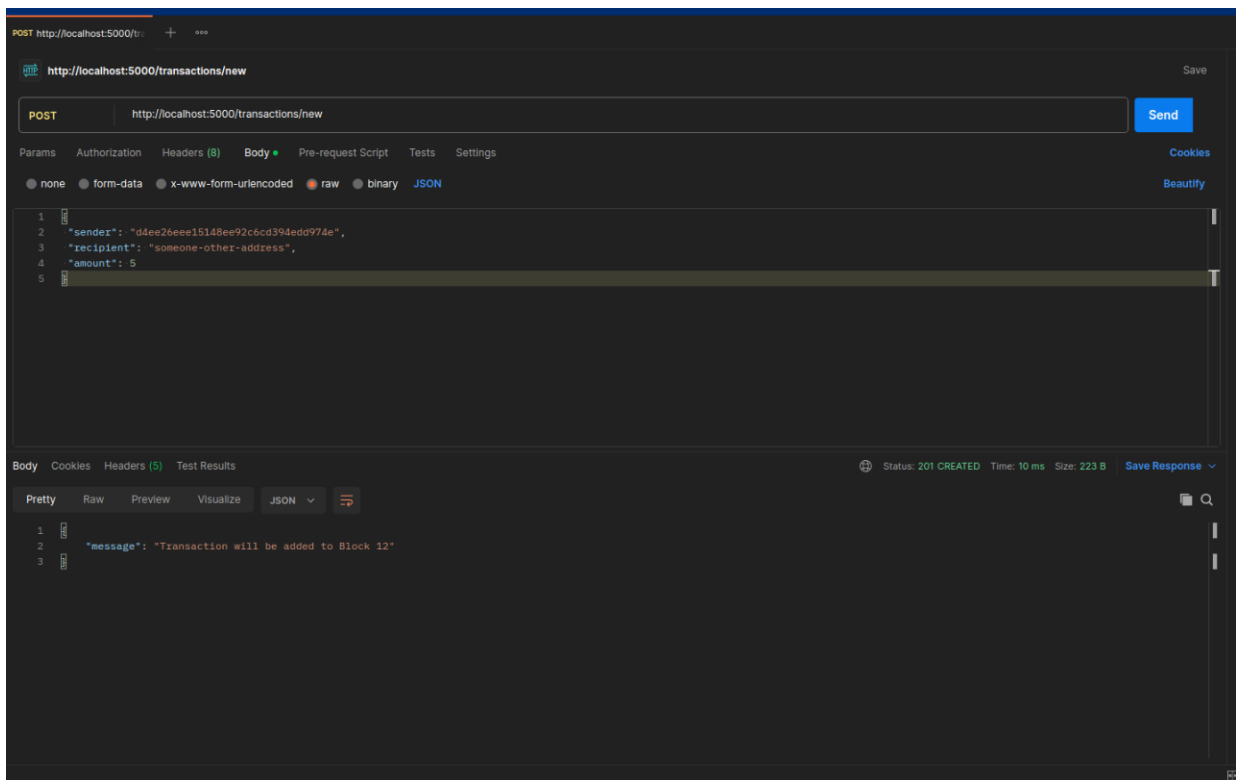 POST http://localhost:5000/tra
http://localhost:5000/transactions/new
Save
POST
http://localhost:5000/transactions/new
Send
Params Authorization Headers (8) Body Pre-request Script Tests Settings Cookies
none form-data x-www-form-urlencoded raw binary JSON Beautify
1 {
2 "sender": "d4ee26eee15148ee92c6cd394edd974e",
3 "recipient": "someone-other-address",
4 "amount": 5
5 }
Body Cookies Headers (5) Test Results Status: 201 CREATED Time: 10 ms Size: 223 B Save Response
Pretty Raw Preview Visualize JSON
1 {
2 "message": "Transaction will be added to Block 12"
3 }